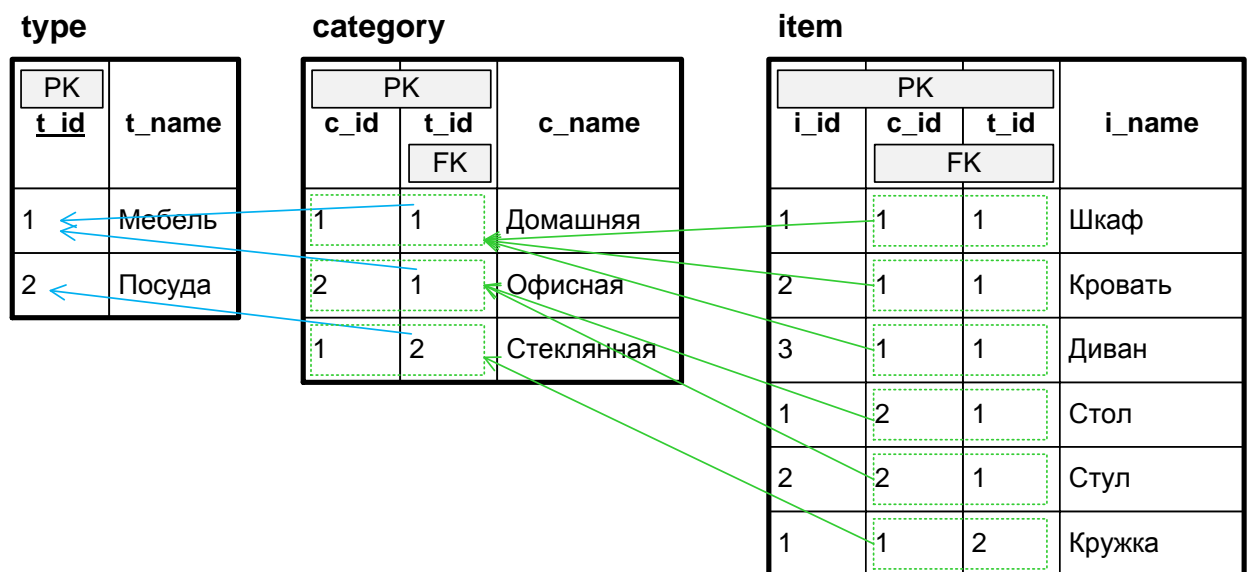 type
PK
t_id t_name
1 Мебель
2 Посуда
category
PK
c_id t_id c_name
FK
1 1 Домашняя
2 1 Офисная
1 2 Стеклянная
item
PK
i_id c_id t_id i_name
FK
1 1 1 Шкаф
2 1 1 Кровать
3 1 1 Диван
1 2 1 Стол
2 2 1 Стул
1 1 2 Кружка